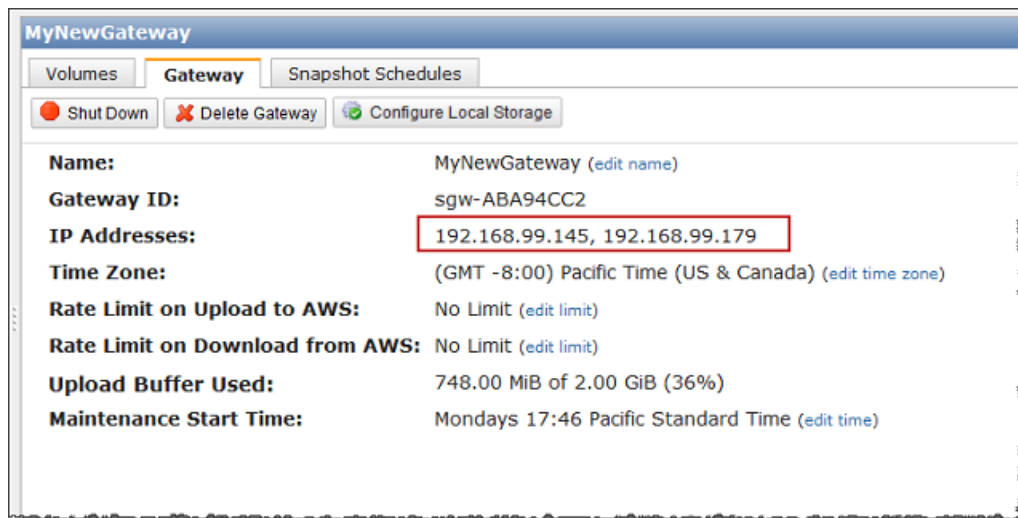 MyNewGateway
Volumes Gateway Snapshot Schedules
Shut Down Delete Gateway Configure Local Storage
Name: MyNewGateway (edit name)
Gateway ID: sgw-ABA94CC2
IP Addresses: 192.168.99.145, 192.168.99.179
Time Zone: (GMT -8:00) Pacific Time (US & Canada) (edit time zone)
Rate Limit on Upload to AWS: No Limit (edit limit)
Rate Limit on Download from AWS: No Limit (edit limit)
Upload Buffer Used: 748.00 MiB of 2.00 GiB (36%)
Maintenance Start Time: Mondays 17:46 Pacific Standard Time (edit time)